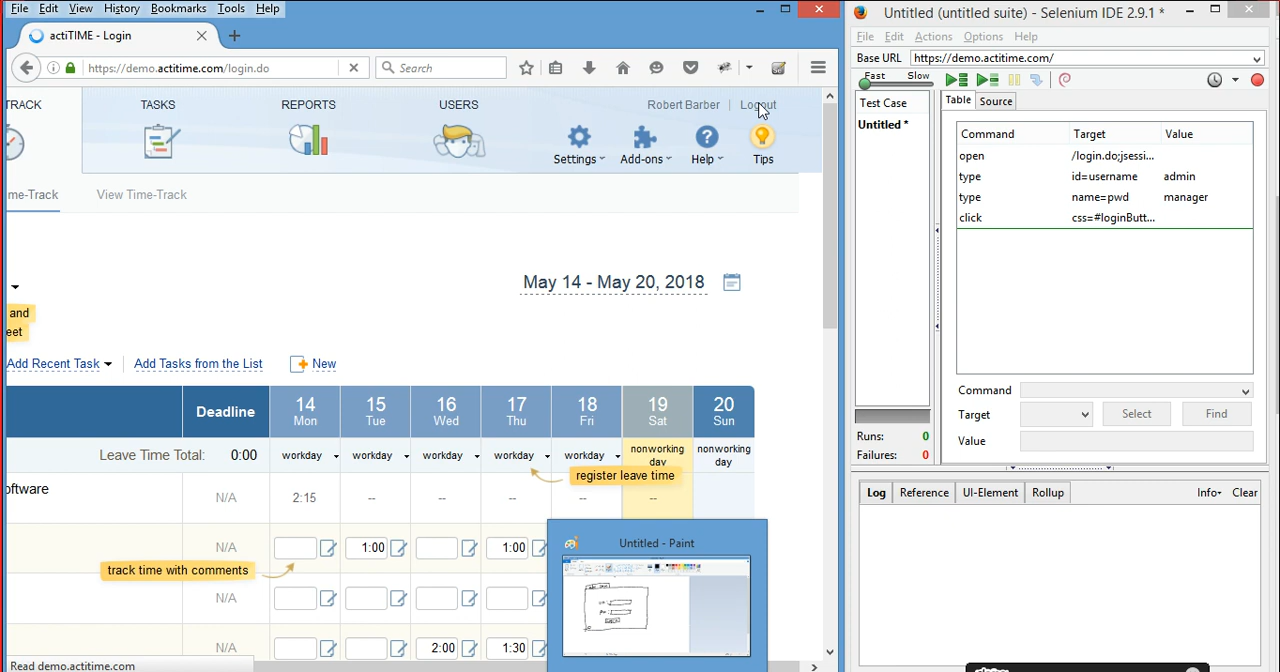 File Edit View History Bookmarks Tools Help
actiTIME - Login
https://demo.actitime.com/login.do
Search
TRACK
TASKS
REPORTS
USERS
Robert Barber | Logout
Settings
Add-ons
Help
Tips
me-Track
View Time-Track
May 14 - May 20, 2018
and
eet
Add Recent Task
Add Tasks from the List
New
Deadline
14 Mon
15 Tue
16 Wed
17 Thu
18 Fri
19 Sat
20 Sun
Leave Time Total: 0:00
workday workday workday workday workday
nonworking day
nonworking day
register leave time
oftware
N/A 2:15 -- -- -- -- --
N/A 1:00 1:00
track time with comments
N/A
N/A 2:00 1:30
Untitled - Paint
Read demo.actitime.com
Untitled (untitled suite) - Selenium IDE 2.9.1 *
File Edit Actions Options Help
Base URL https://demo.actitime.com/
Fast Slow
Test Case
Untitled *
Table Source
Command Target Value
open /login.do;jsessi...
type id=username admin
type name=pwd manager
click css=#loginButt...
Command
Target Select Find
Value
Runs: 0
Failures: 0
Log Reference UI-Element Rollup Info Clear